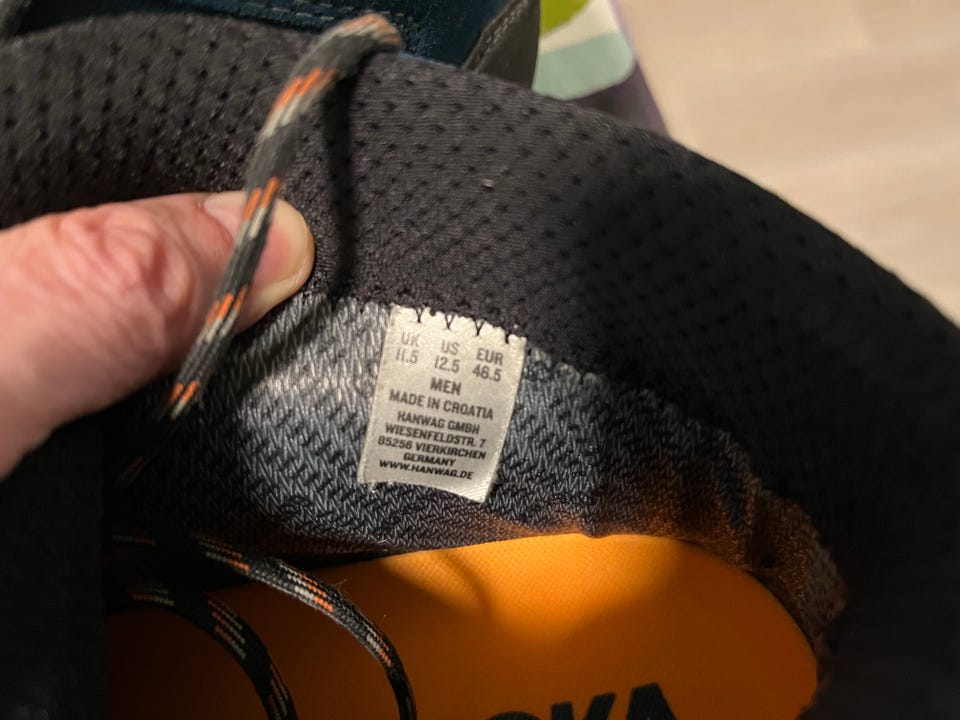 UK US EUR
11.5 12.5 46.5
MEN
MADE IN CROATIA
HANWAG GMBH
WIESENFELDSTR. 7
85256 VIERKIRCHEN
GERMANY
WWW.HANWAG.DE